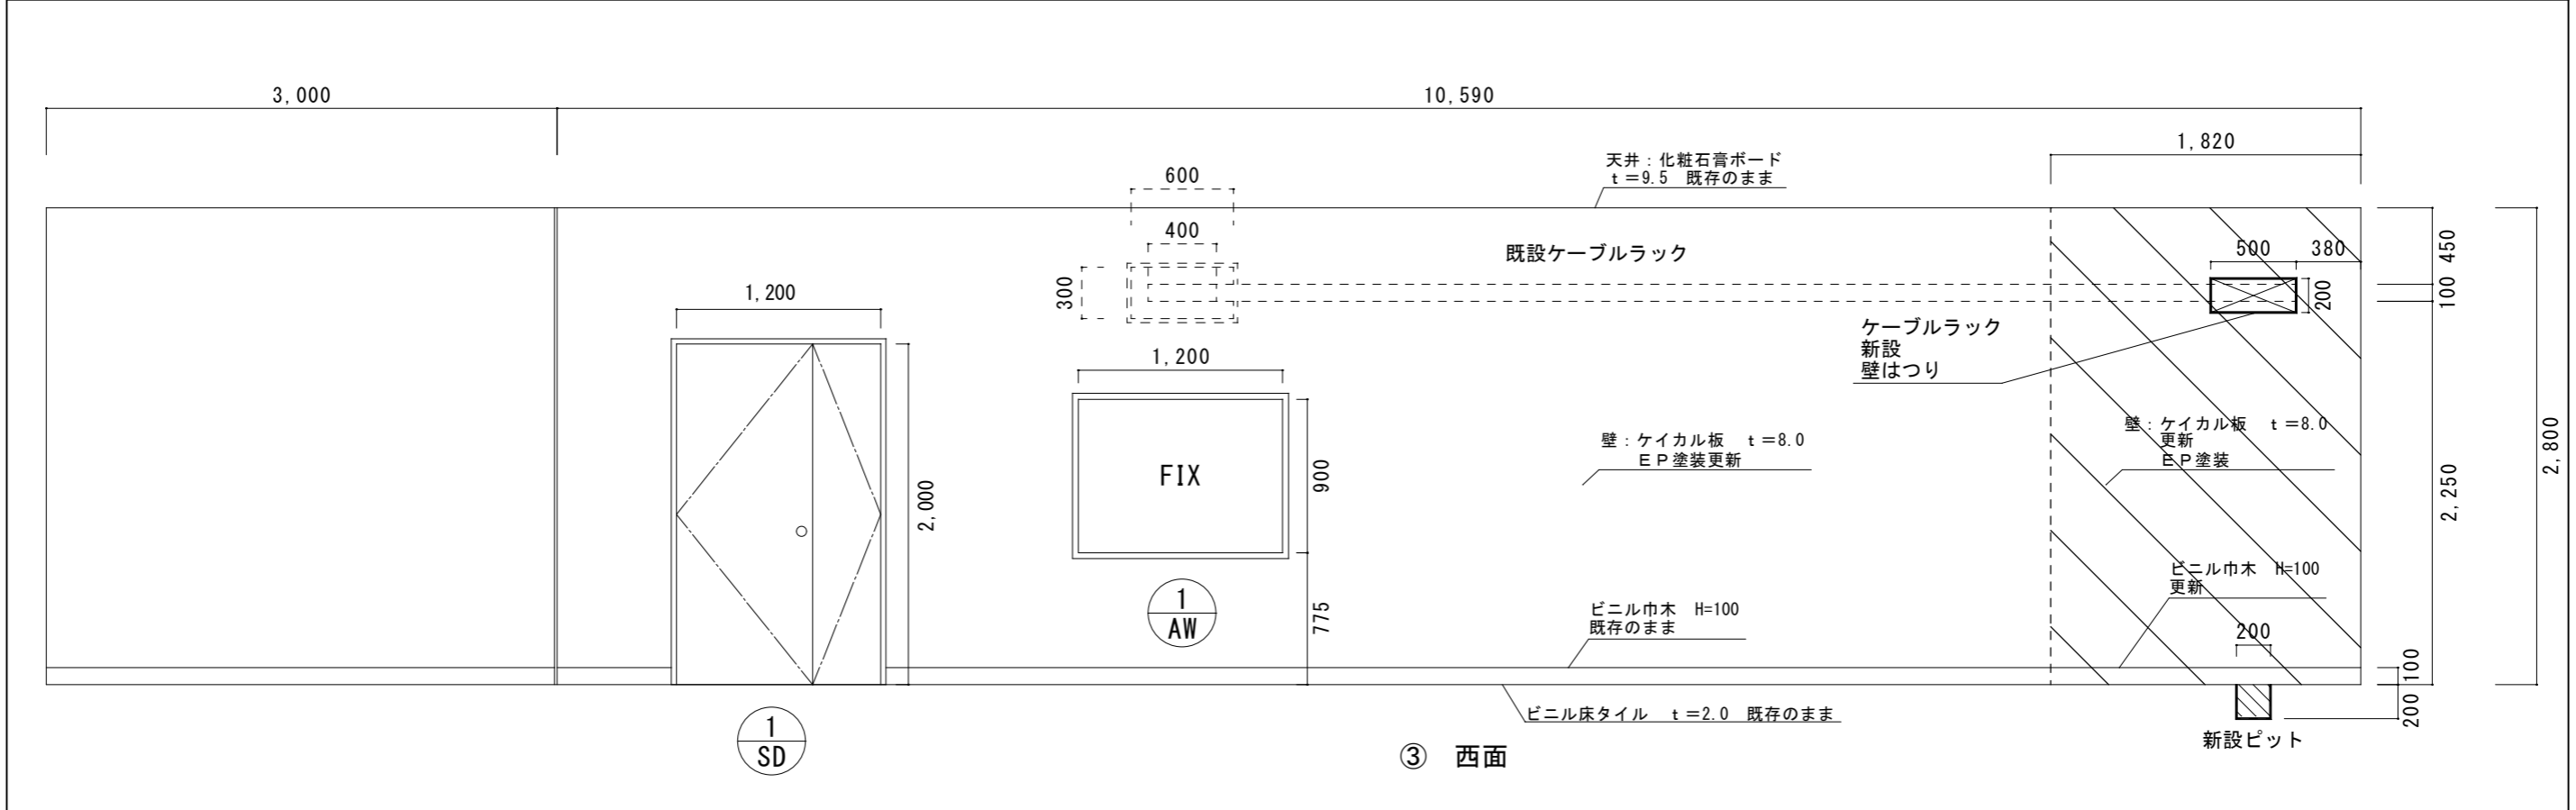 3,000
10,590
1,820
天井：化粧石膏ボード
ｔ＝9.5　既存のまま
600
400
300
既設ケーブルラック
500
380
450
100
200
1,200
ケーブルラック
新設
壁はつり
1,200
FIX
900
2,000
775
壁：ケイカル板　ｔ＝8.0
ＥＰ塗装更新
壁：ケイカル板　ｔ＝8.0
更新
ＥＰ塗装
2,250
2,800
1
AW
ビニル巾木　H=100
既存のまま
ビニル巾木　H=100
更新
200
100
200
ビニル床タイル　ｔ＝2.0　既存のまま
新設ピット
1
SD
③　西面